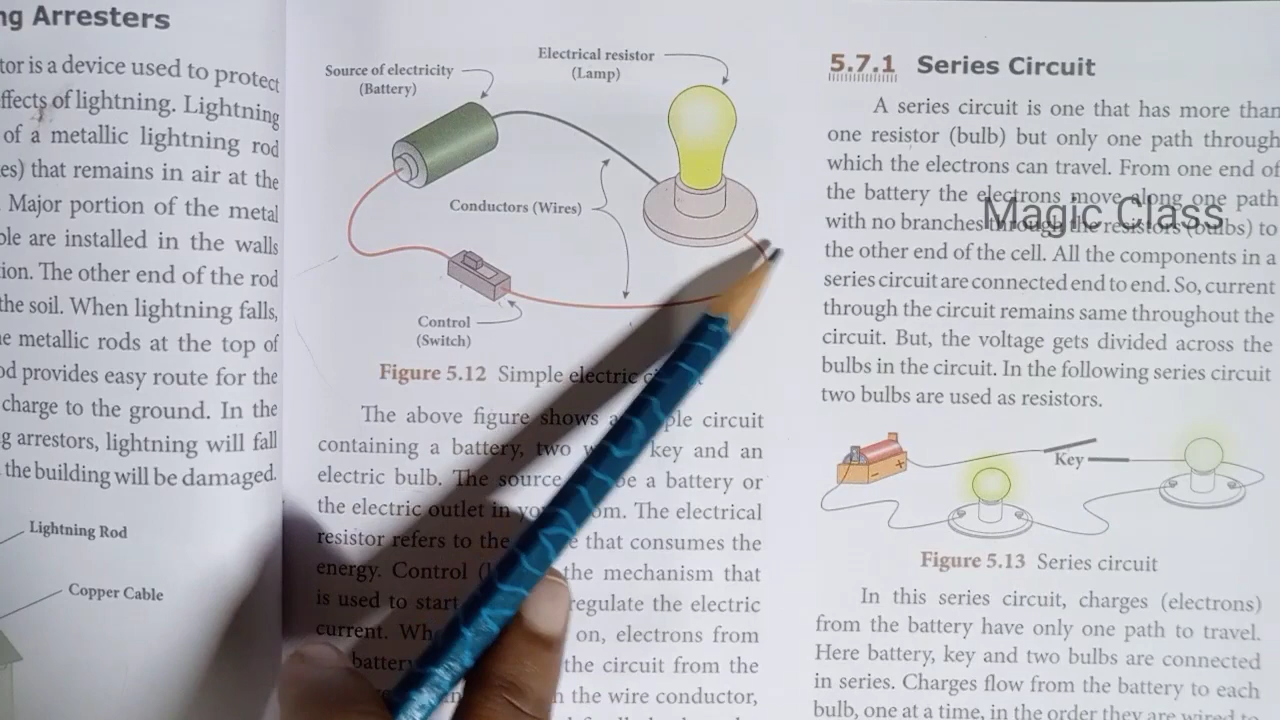 ng Arresters
tor is a device used to protect
ffects of lightning. Lightning
of a metallic lightning rod
es) that remains in air at the
. Major portion of the metal
ole are installed in the walls
tion. The other end of the rod
the soil. When lightning falls,
e metallic rods at the top of
od provides easy route for the
charge to the ground. In the
g arrestors, lightning will fall
the building will be damaged.
Lightning Rod
Copper Cable
Source of electricity
(Battery)
Electrical resistor
(Lamp)
Conductors (Wires)
Control
(Switch)
Figure 5.12 Simple electric
The above figure shows a ple circuit
containing a battery, two key and an
electric bulb. The source be a battery or
the electric outlet in om. The electrical
resistor refers to the that consumes the
energy. Control the mechanism that
is used to start regulate the electric
current. on, electrons from
batter the circuit from the
the wire conductor,
5.7.1 Series Circuit
A series circuit is one that has more than
one resistor (bulb) but only one path through
which the electrons can travel. From one end of
the battery the electrons move along one path
with no branches through the resistors (bulbs) to
the other end of the cell. All the components in a
series circuit are connected end to end. So, current
through the circuit remains same throughout the
circuit. But, the voltage gets divided across the
bulbs in the circuit. In the following series circuit
two bulbs are used as resistors.
Magic Class
+
−
Key
Figure 5.13 Series circuit
In this series circuit, charges (electrons)
from the battery have only one path to travel.
Here battery, key and two bulbs are connected
in series. Charges flow from the battery to each
bulb, one at a time, in the order they are wired to